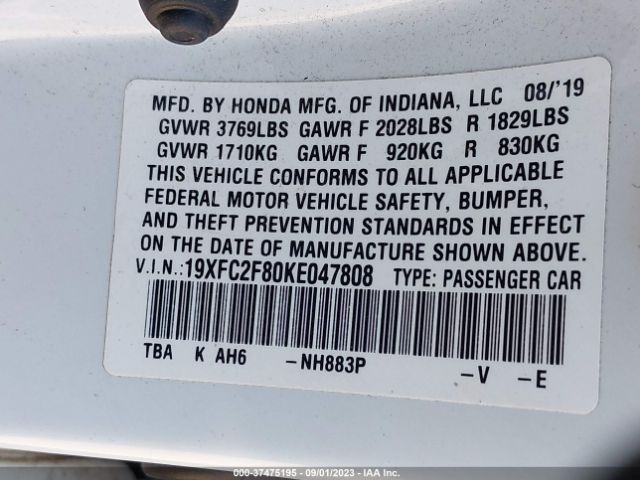 MFD. BY HONDA MFG. OF INDIANA, LLC 08/'19
GVWR 3769LBS GAWR F 2028LBS R 1829LBS
GVWR 1710KG GAWR F 920KG R 830KG
THIS VEHICLE CONFORMS TO ALL APPLICABLE
FEDERAL MOTOR VEHICLE SAFETY, BUMPER,
AND THEFT PREVENTION STANDARDS IN EFFECT
ON THE DATE OF MANUFACTURE SHOWN ABOVE.
V.I.N.:19XFC2F80KE047808 TYPE: PASSENGER CAR
TBA K AH6 -NH883P -V -E
© - 37475195 - 09/01/2023 - IAA Inc.